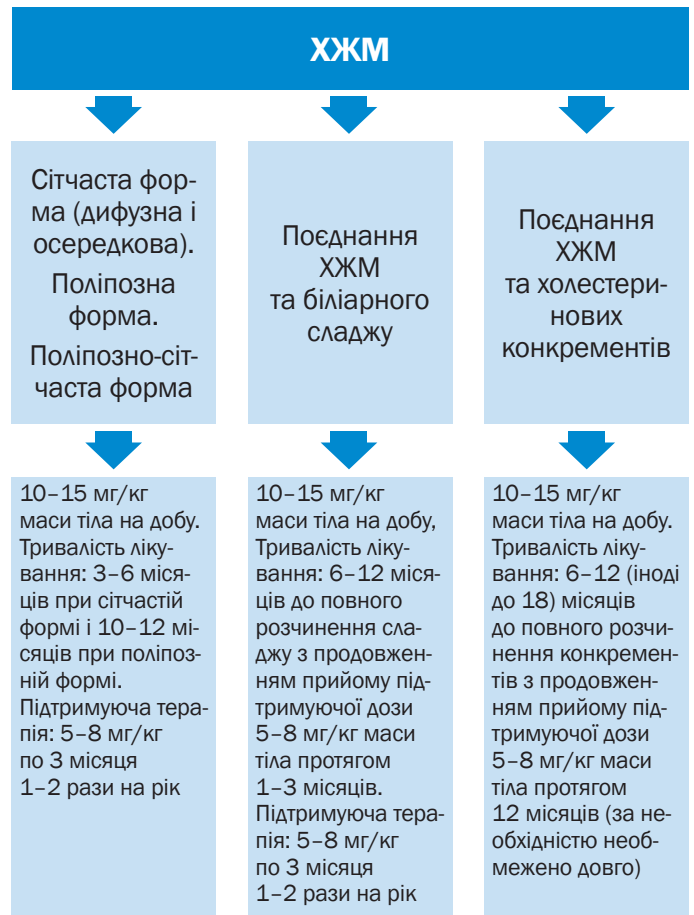 ХЖМ
Сітчаста фор-
ма (дифузна і
осередкова).
Поліпозна
форма.
Поліпозно-сіт-
часта форма
Поєднання
ХЖМ
та біліарного
сладжу
Поєднання
ХЖМ
та холестери-
нових
конкрементів
10–15 мг/кг
маси тіла на добу.
Тривалість ліку-
вання: 3–6 міся-
ців при сітчастій
формі і 10–12 мі-
сяців при поліпоз-
ній формі.
Підтримуюча тера-
пія: 5–8 мг/кг
по 3 місяця
1–2 рази на рік
10–15 мг/кг
маси тіла на добу,
Тривалість ліку-
вання: 6–12 міся-
ців до повного
розчинення сла-
джу з продовжен-
ням прийому під-
тримуючої дози
5–8 мг/кг маси
тіла протягом
1–3 місяців.
Підтримуюча тера-
пія: 5–8 мг/кг
по 3 місяця
1–2 рази на рік
10–15 мг/кг
маси тіла на добу.
Тривалість ліку-
вання: 6–12 (іноді
до 18) місяців
до повного розчи-
нення конкремен-
тів з продовжен-
ням прийому під-
тримуючої дози
5–8 мг/кг маси
тіла протягом
12 місяців (за не-
обхідністю необ-
межено довго)